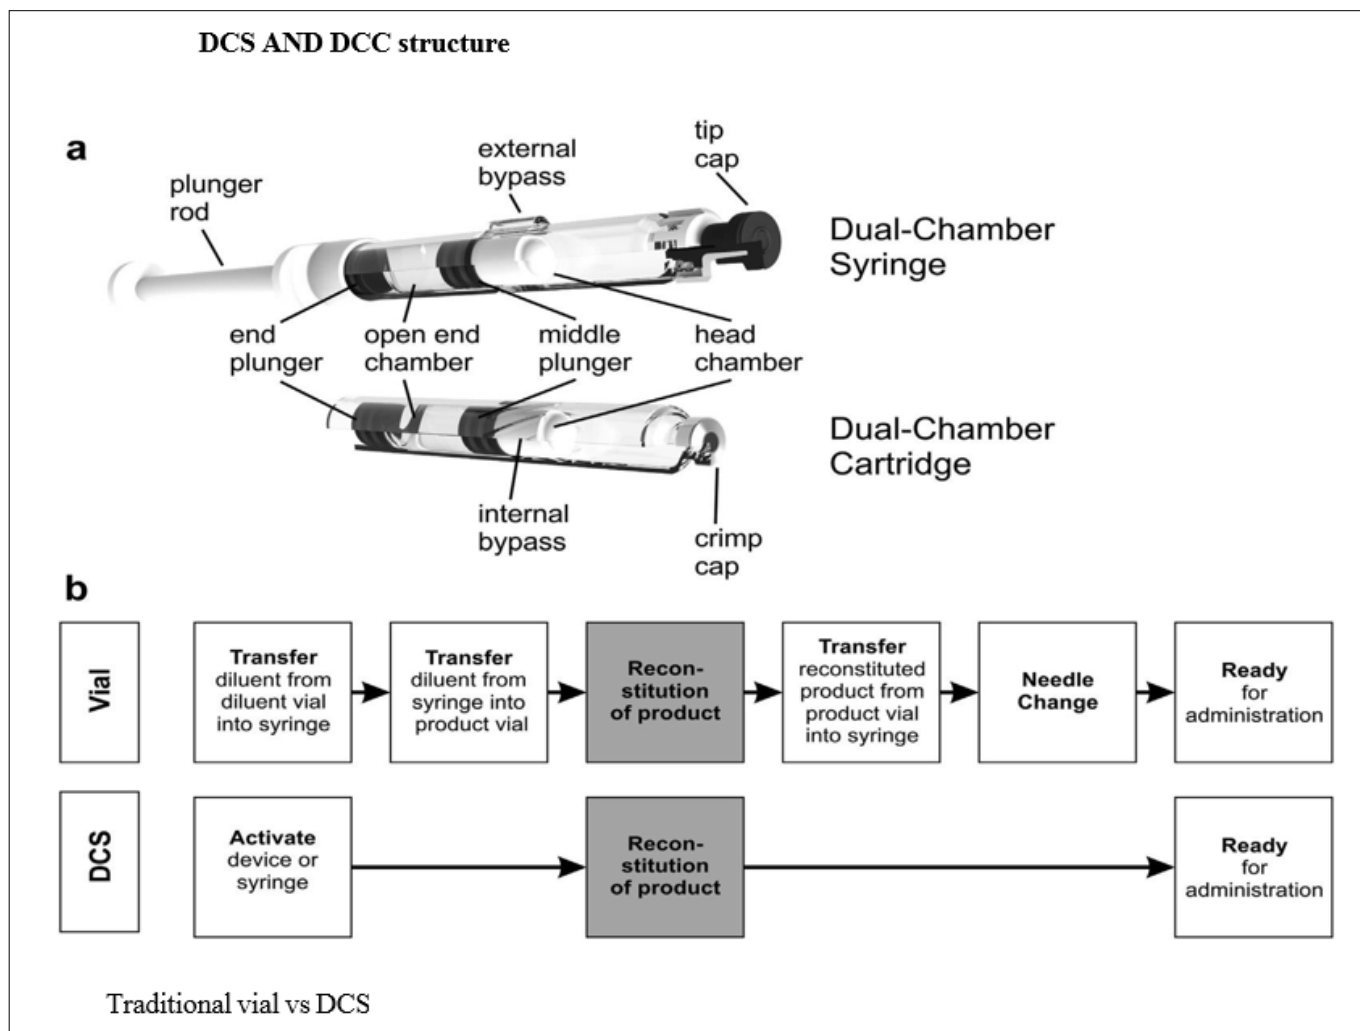 DCS AND DCC structure
a
plunger
rod
external
bypass
tip
cap
Dual-Chamber
Syringe
end
plunger
open end
chamber
middle
plunger
head
chamber
Dual-Chamber
Cartridge
internal
bypass
crimp
cap
b
Vial
Transfer
diluent from
diluent vial
into syringe
Transfer
diluent from
syringe into
product vial
Recon-
stitution
of product
Transfer
reconstituted
product from
product vial
into syringe
Needle
Change
Ready
for
administration
DCS
Activate
device or
syringe
Recon-
stitution
of product
Ready
for
administration
Traditional vial vs DCS